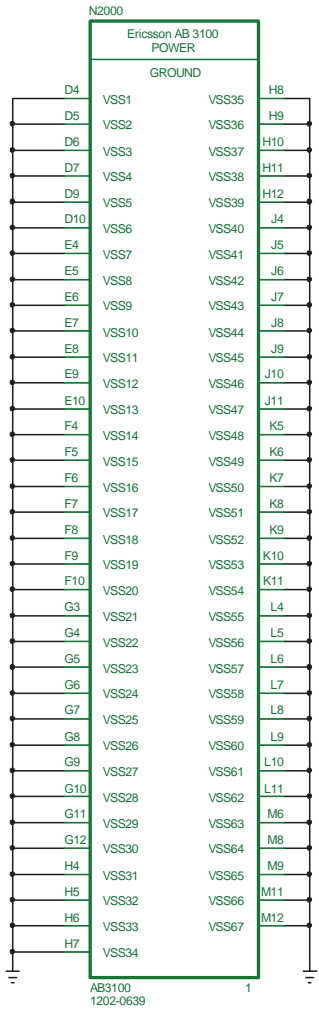 N2000
Ericsson AB 3100
POWER
GROUND
D4 VSS1 VSS35 H8
D5 VSS2 VSS36 H9
D6 VSS3 VSS37 H10
D7 VSS4 VSS38 H11
D9 VSS5 VSS39 H12
D10 VSS6 VSS40 J4
E4 VSS7 VSS41 J5
E5 VSS8 VSS42 J6
E6 VSS9 VSS43 J7
E7 VSS10 VSS44 J8
E8 VSS11 VSS45 J9
E9 VSS12 VSS46 J10
E10 VSS13 VSS47 J11
F4 VSS14 VSS48 K5
F5 VSS15 VSS49 K6
F6 VSS16 VSS50 K7
F7 VSS17 VSS51 K8
F8 VSS18 VSS52 K9
F9 VSS19 VSS53 K10
F10 VSS20 VSS54 K11
G3 VSS21 VSS55 L4
G4 VSS22 VSS56 L5
G5 VSS23 VSS57 L6
G6 VSS24 VSS58 L7
G7 VSS25 VSS59 L8
G8 VSS26 VSS60 L9
G9 VSS27 VSS61 L10
G10 VSS28 VSS62 L11
G11 VSS29 VSS63 M6
G12 VSS30 VSS64 M8
H4 VSS31 VSS65 M9
H5 VSS32 VSS66 M11
H6 VSS33 VSS67 M12
H7 VSS34
AB3100 1
1202-0639